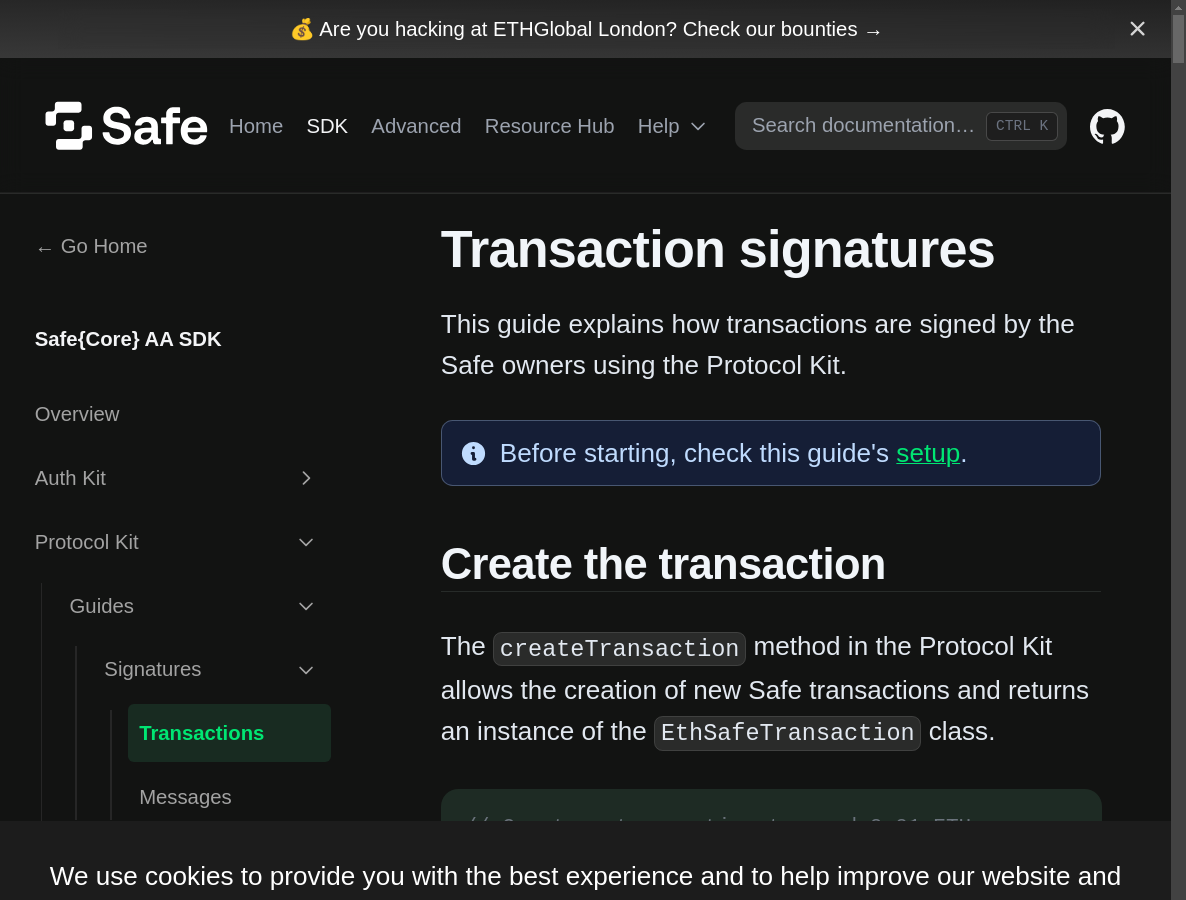 💰 Are you hacking at ETHGlobal London? Check our bounties →
Safe Home SDK Advanced Resource Hub Help Search documentation… CTRL K
← Go Home
Safe{Core} AA SDK
Overview
Auth Kit
Protocol Kit
Guides
Signatures
Transactions
Messages
Transaction signatures
This guide explains how transactions are signed by the
Safe owners using the Protocol Kit.
Before starting, check this guide's setup.
Create the transaction
The createTransaction method in the Protocol Kit
allows the creation of new Safe transactions and returns
an instance of the EthSafeTransaction class.
We use cookies to provide you with the best experience and to help improve our website and